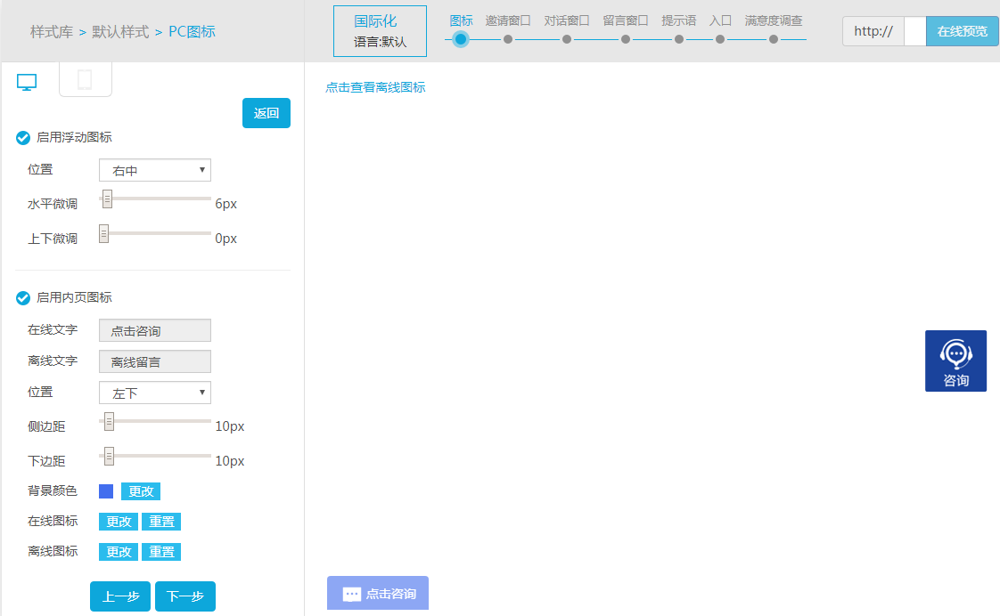 样式库 > 默认样式 > PC图标
国际化
语言:默认
图标 邀请窗口 对话窗口 留言窗口 提示语 入口 满意度调查
http:// 在线预览
返回
点击查看离线图标
启用浮动图标
位置 右中
水平微调 6px
上下微调 0px
启用内页图标
在线文字 点击咨询
离线文字 离线留言
位置 左下
侧边距 10px
下边距 10px
背景颜色 更改
在线图标 更改 重置
离线图标 更改 重置
上一步 下一步
咨询
点击咨询